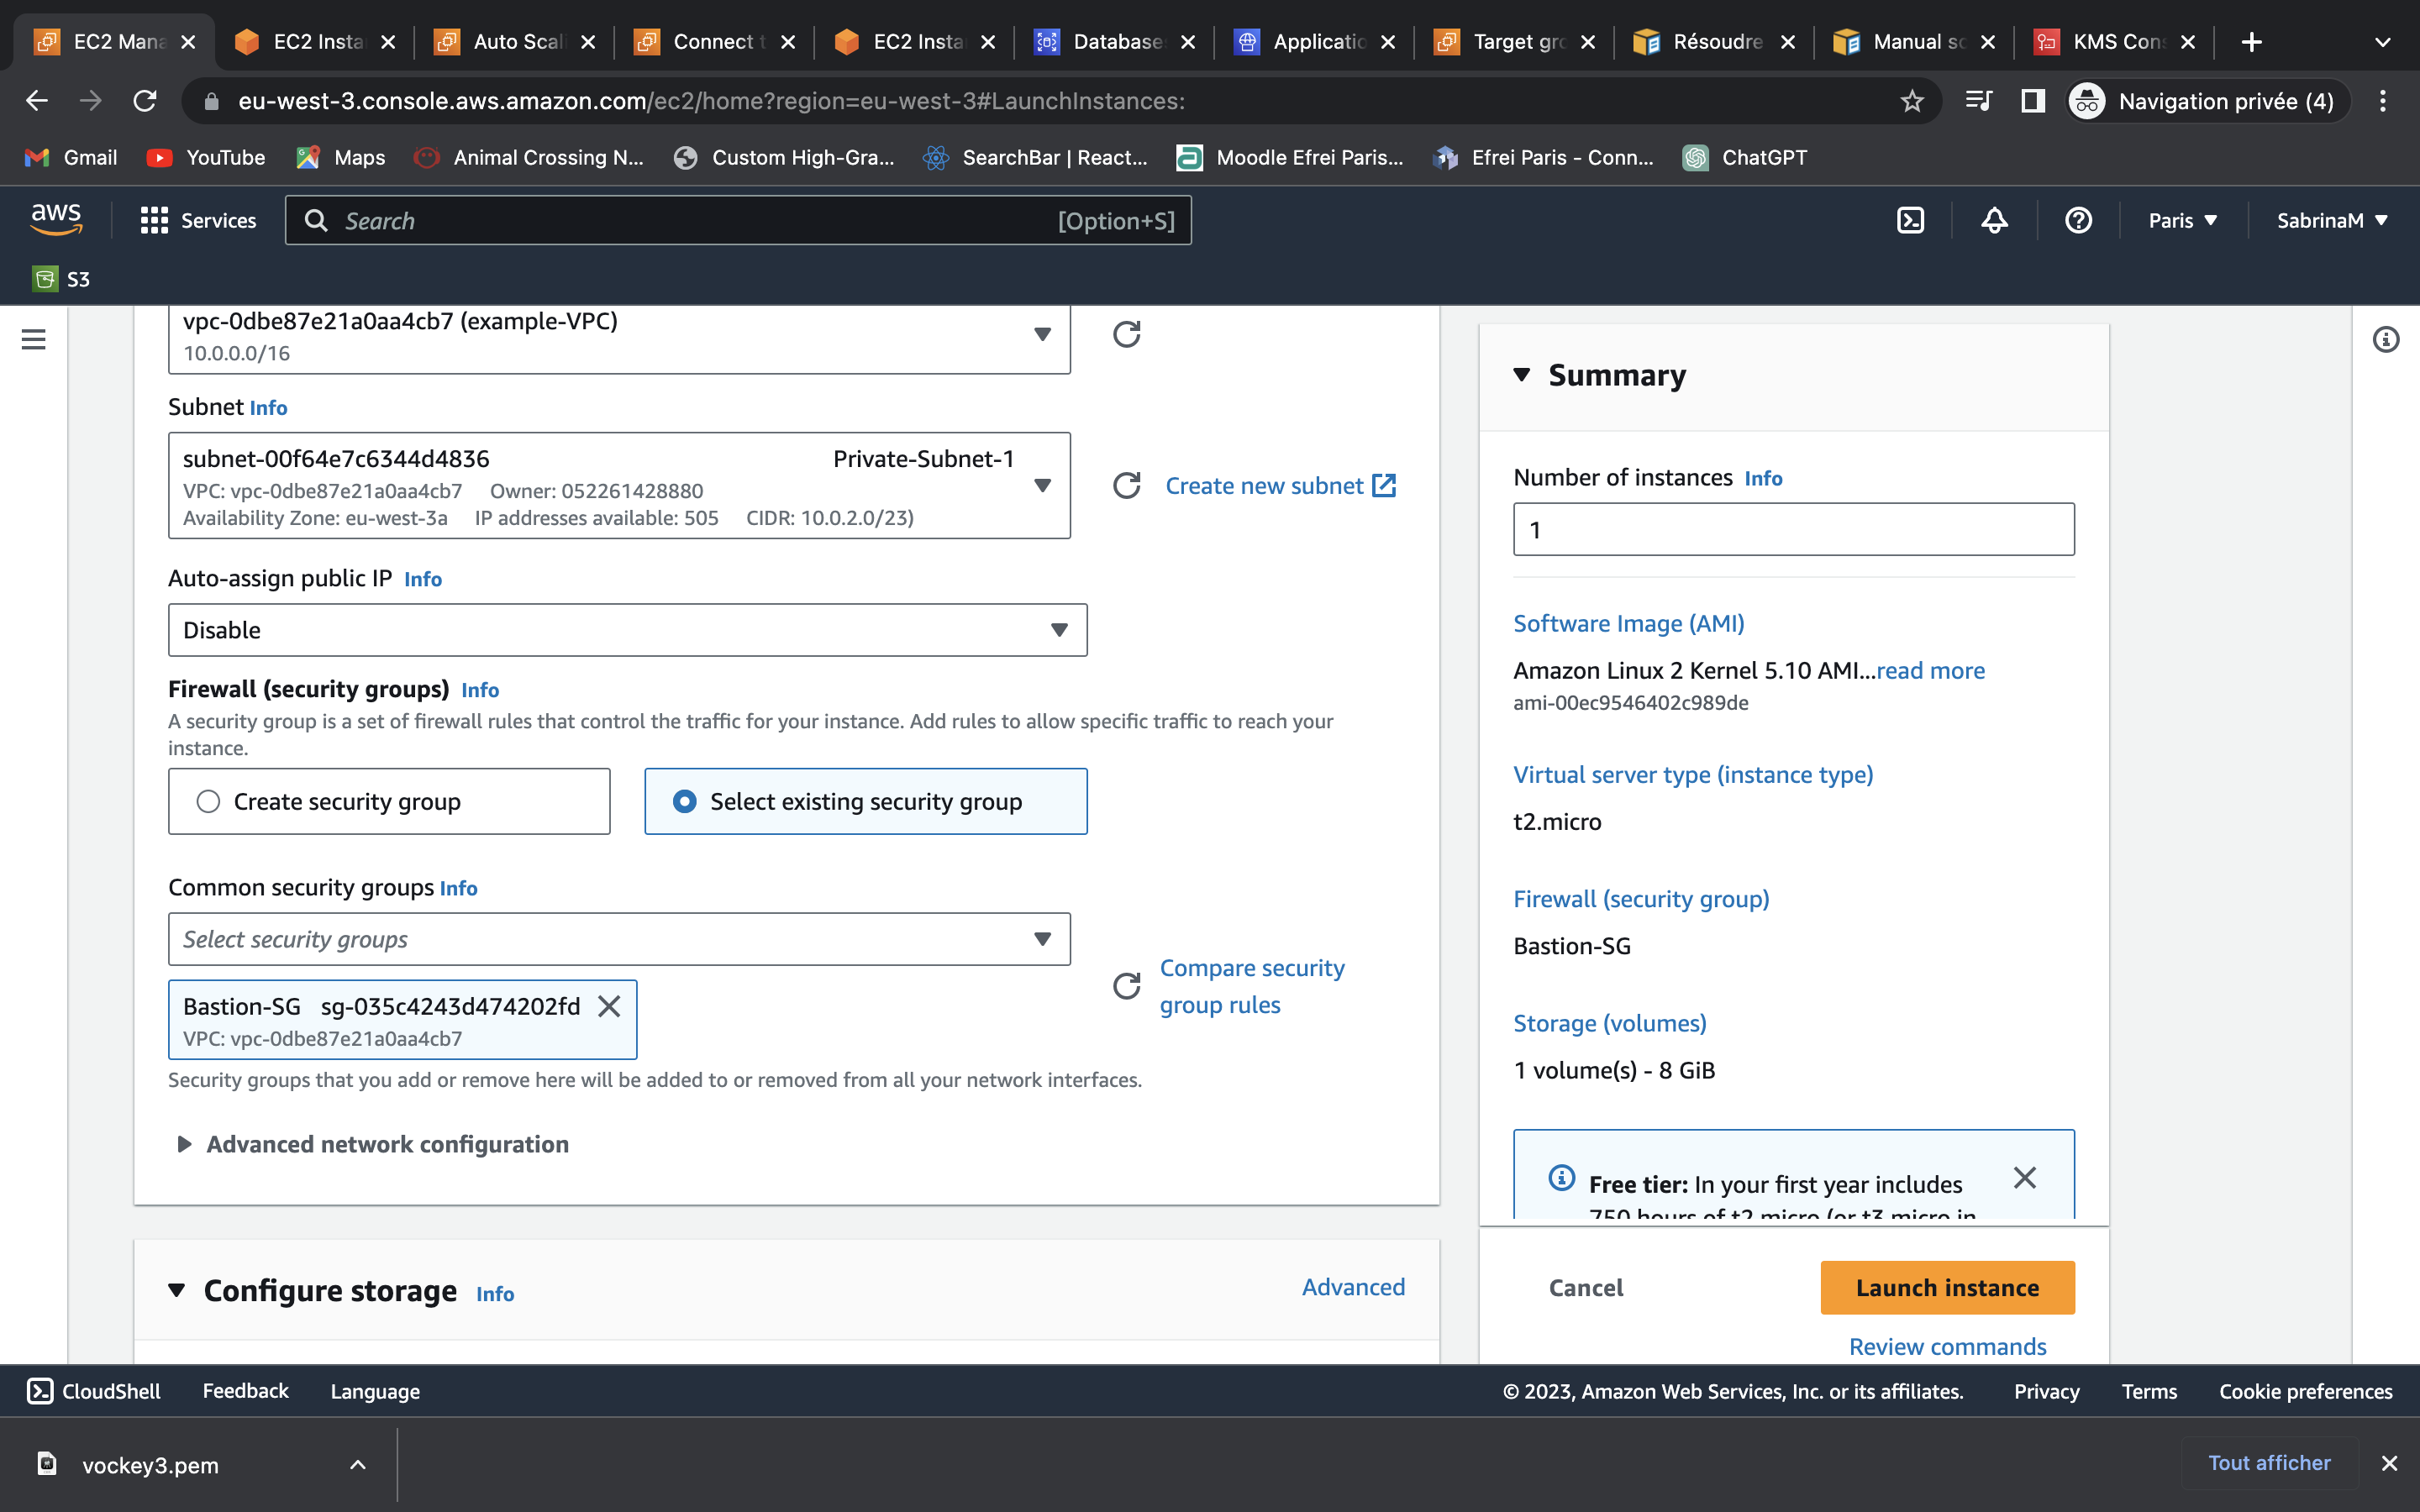 EC2 Mana
EC2 Insta
Auto Scal
Connect t
EC2 Insta
Database
Applicatio
Target gro
Résoudre
Manual sc
KMS Con
eu-west-3.console.aws.amazon.com/ec2/home?region=eu-west-3#LaunchInstances:
Navigation privée (4)
Gmail
YouTube
Maps
Animal Crossing N...
Custom High-Gra...
SearchBar | React...
Moodle Efrei Paris...
Efrei Paris - Conn...
ChatGPT
aws
Services
Search
[Option+S]
Paris
SabrinaM
S3
vpc-0dbe87e21a0aa4cb7 (example-VPC)
10.0.0.0/16
Subnet Info
subnet-00f64e7c6344d4836 Private-Subnet-1
VPC: vpc-0dbe87e21a0aa4cb7 Owner: 052261428880
Availability Zone: eu-west-3a IP addresses available: 505 CIDR: 10.0.2.0/23)
Create new subnet
Auto-assign public IP Info
Disable
Firewall (security groups) Info
A security group is a set of firewall rules that control the traffic for your instance. Add rules to allow specific traffic to reach your
instance.
Create security group
Select existing security group
Common security groups Info
Select security groups
Bastion-SG sg-035c4243d474202fd
VPC: vpc-0dbe87e21a0aa4cb7
Compare security
group rules
Security groups that you add or remove here will be added to or removed from all your network interfaces.
Advanced network configuration
Configure storage Info
Advanced
Summary
Number of instances Info
1
Software Image (AMI)
Amazon Linux 2 Kernel 5.10 AMI...read more
ami-00ec9546402c989de
Virtual server type (instance type)
t2.micro
Firewall (security group)
Bastion-SG
Storage (volumes)
1 volume(s) - 8 GiB
Free tier: In your first year includes
750 hours of t2.micro (or t3.micro in
Cancel
Launch instance
Review commands
CloudShell
Feedback
Language
© 2023, Amazon Web Services, Inc. or its affiliates.
Privacy
Terms
Cookie preferences
vockey3.pem
Tout afficher